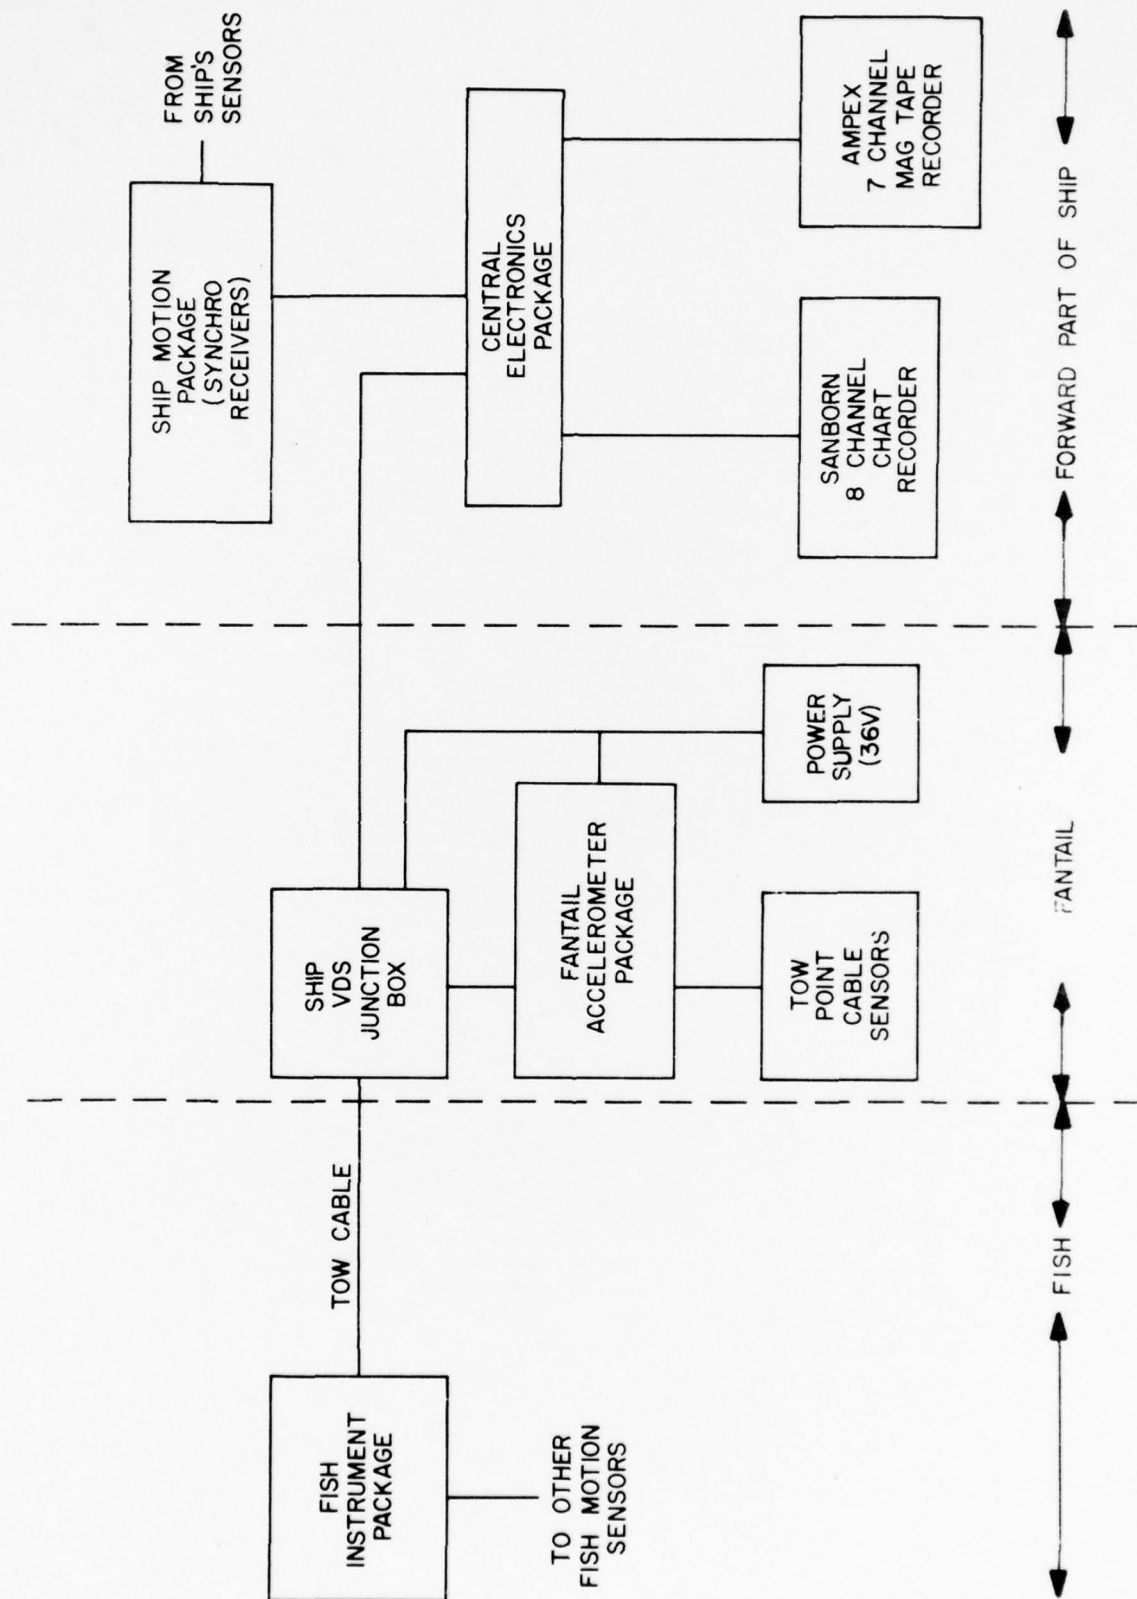 FISH
INSTRUMENT
PACKAGE
TO OTHER
FISH MOTION
SENSORS
TOW CABLE
SHIP
VDS
JUNCTION
BOX
FANTAIL
ACCELEROMETER
PACKAGE
TOW
POINT
CABLE
SENSORS
POWER
SUPPLY
(36V)
SHIP MOTION
PACKAGE
(SYNCHRO
RECEIVERS)
FROM
SHIP'S
SENSORS
CENTRAL
ELECTRONICS
PACKAGE
SANBORN
8 CHANNEL
CHART
RECORDER
AMPEX
7 CHANNEL
MAG TAPE
RECORDER
FISH
FANTAIL
FORWARD PART OF SHIP